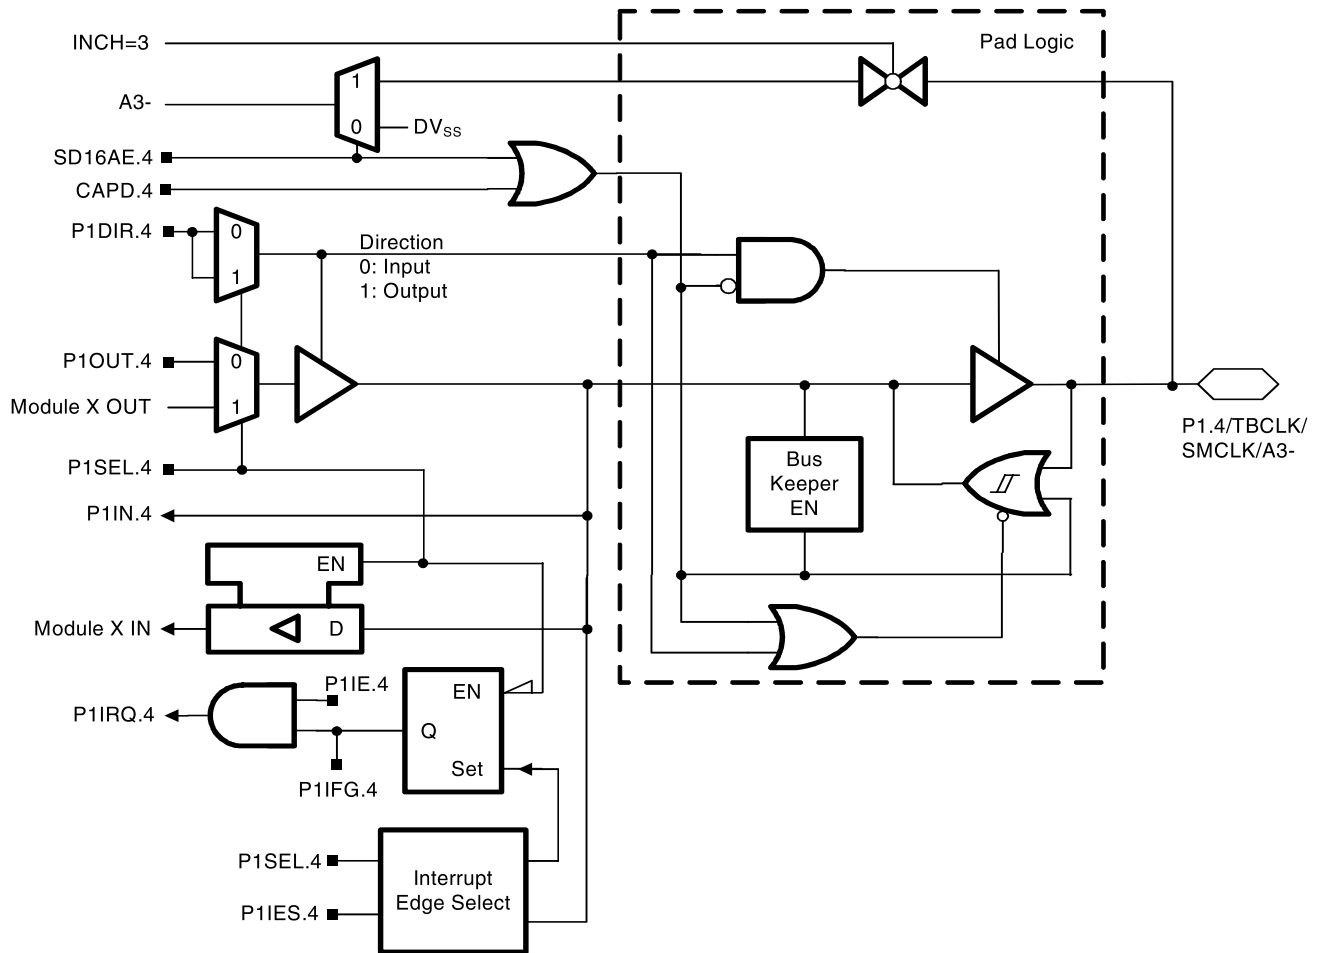 INCH=3
Pad Logic
A3-
1
0
DVSS
SD16AE.4
CAPD.4
P1DIR.4
0
1
Direction
0: Input
1: Output
P1OUT.4
0
Module X OUT
1
P1.4/TBCLK/
SMCLK/A3-
P1SEL.4
Bus
Keeper
EN
P1IN.4
EN
Module X IN
D
P1IE.4
EN
P1IRQ.4
Q
Set
P1IFG.4
P1SEL.4
Interrupt
Edge Select
P1IES.4